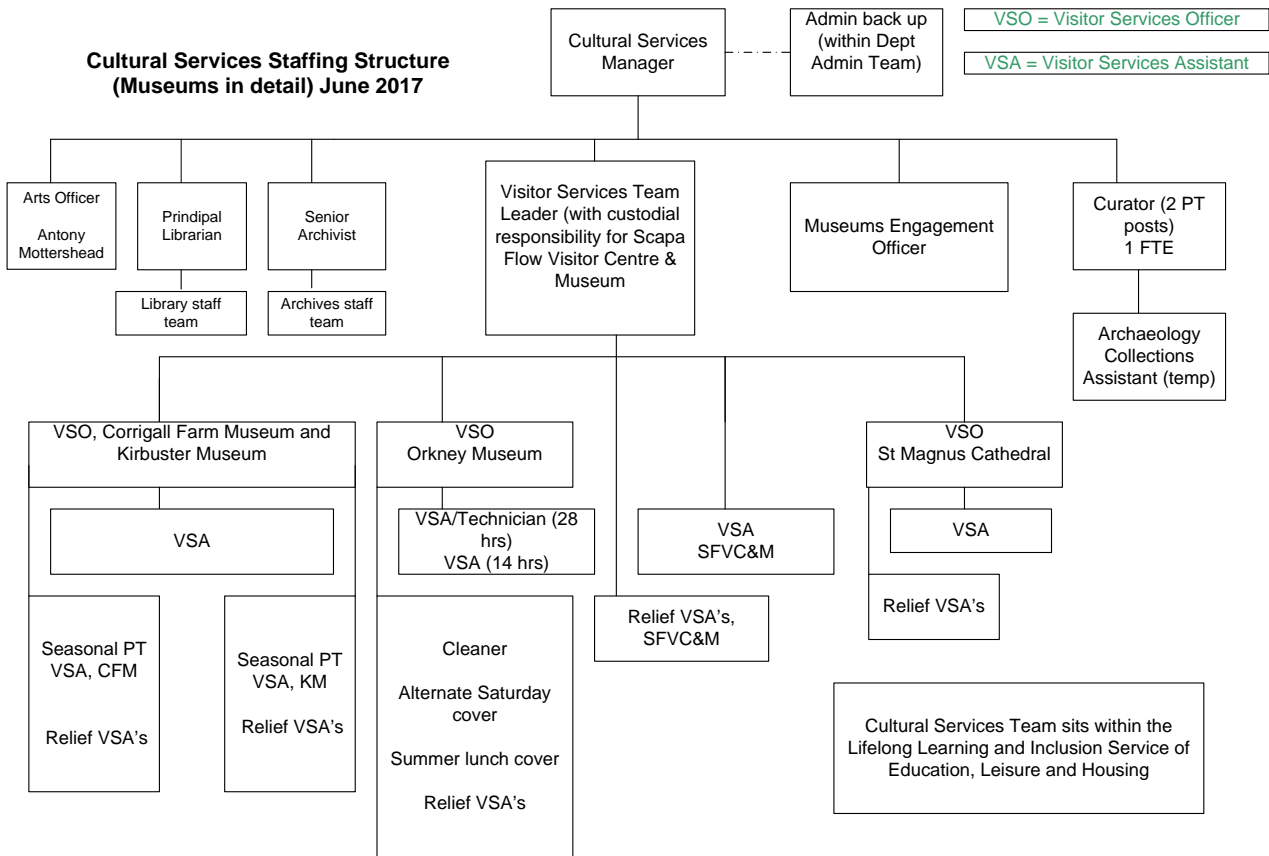 Cultural Services Staffing Structure
(Museums in detail) June 2017
Cultural Services
Manager
Admin back up
(within Dept
Admin Team)
VSO = Visitor Services Officer
VSA = Visitor Services Assistant
Arts Officer
Antony
Mottershead
Prindipal
Librarian
Senior
Archivist
Visitor Services Team
Leader (with custodial
responsibility for Scapa
Flow Visitor Centre &
Museum
Museums Engagement
Officer
Curator (2 PT
posts)
1 FTE
Library staff
team
Archives staff
team
Archaeology
Collections
Assistant (temp)
VSO, Corrigall Farm Museum and
Kirbuster Museum
VSO
Orkney Museum
VSO
St Magnus Cathedral
VSA
VSA/Technician (28
hrs)
VSA (14 hrs)
VSA
SFVC&M
VSA
Seasonal PT
VSA, CFM
Relief VSA's
Seasonal PT
VSA, KM
Relief VSA's
Cleaner
Alternate Saturday
cover
Summer lunch cover
Relief VSA's
Relief VSA's,
SFVC&M
Relief VSA's
Cultural Services Team sits within the
Lifelong Learning and Inclusion Service of
Education, Leisure and Housing